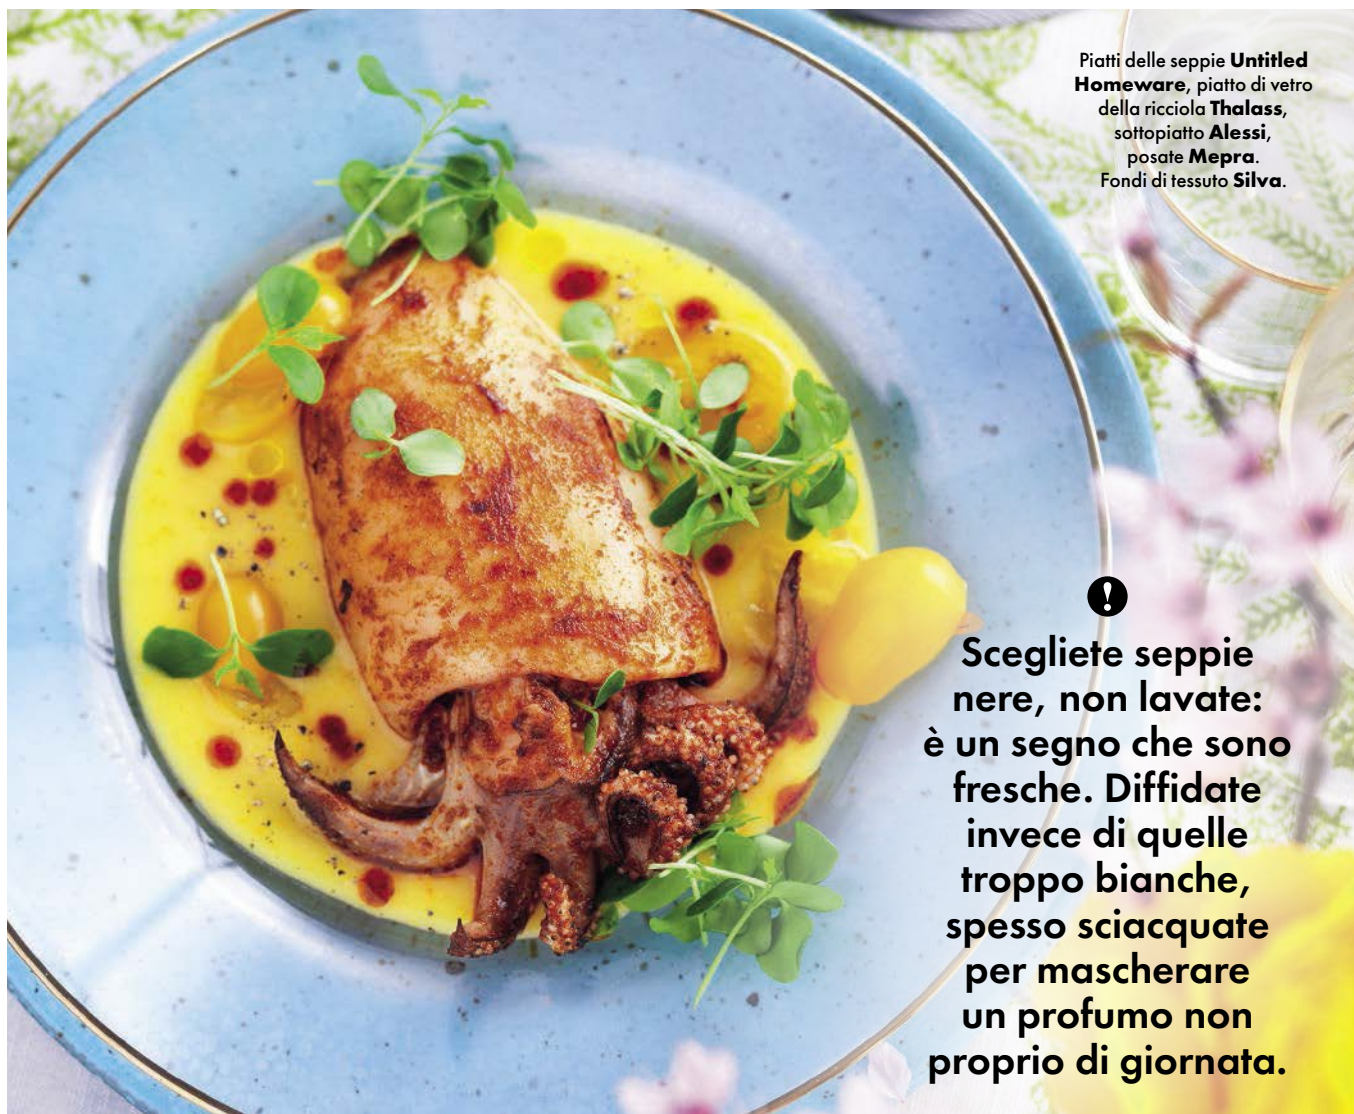 Piatti delle seppie Untitled
Homeware, piatto di vetro
della ricciola Thalass,
sottopiatto Alessi,
posate Mepra.
Fondi di tessuto Silva.
!
Scegliete seppie
nere, non lavate:
è un segno che sono
fresche. Diffidate
invece di quelle
troppo bianche,
spesso sciacquate
per mascherare
un profumo non
proprio di giornata.